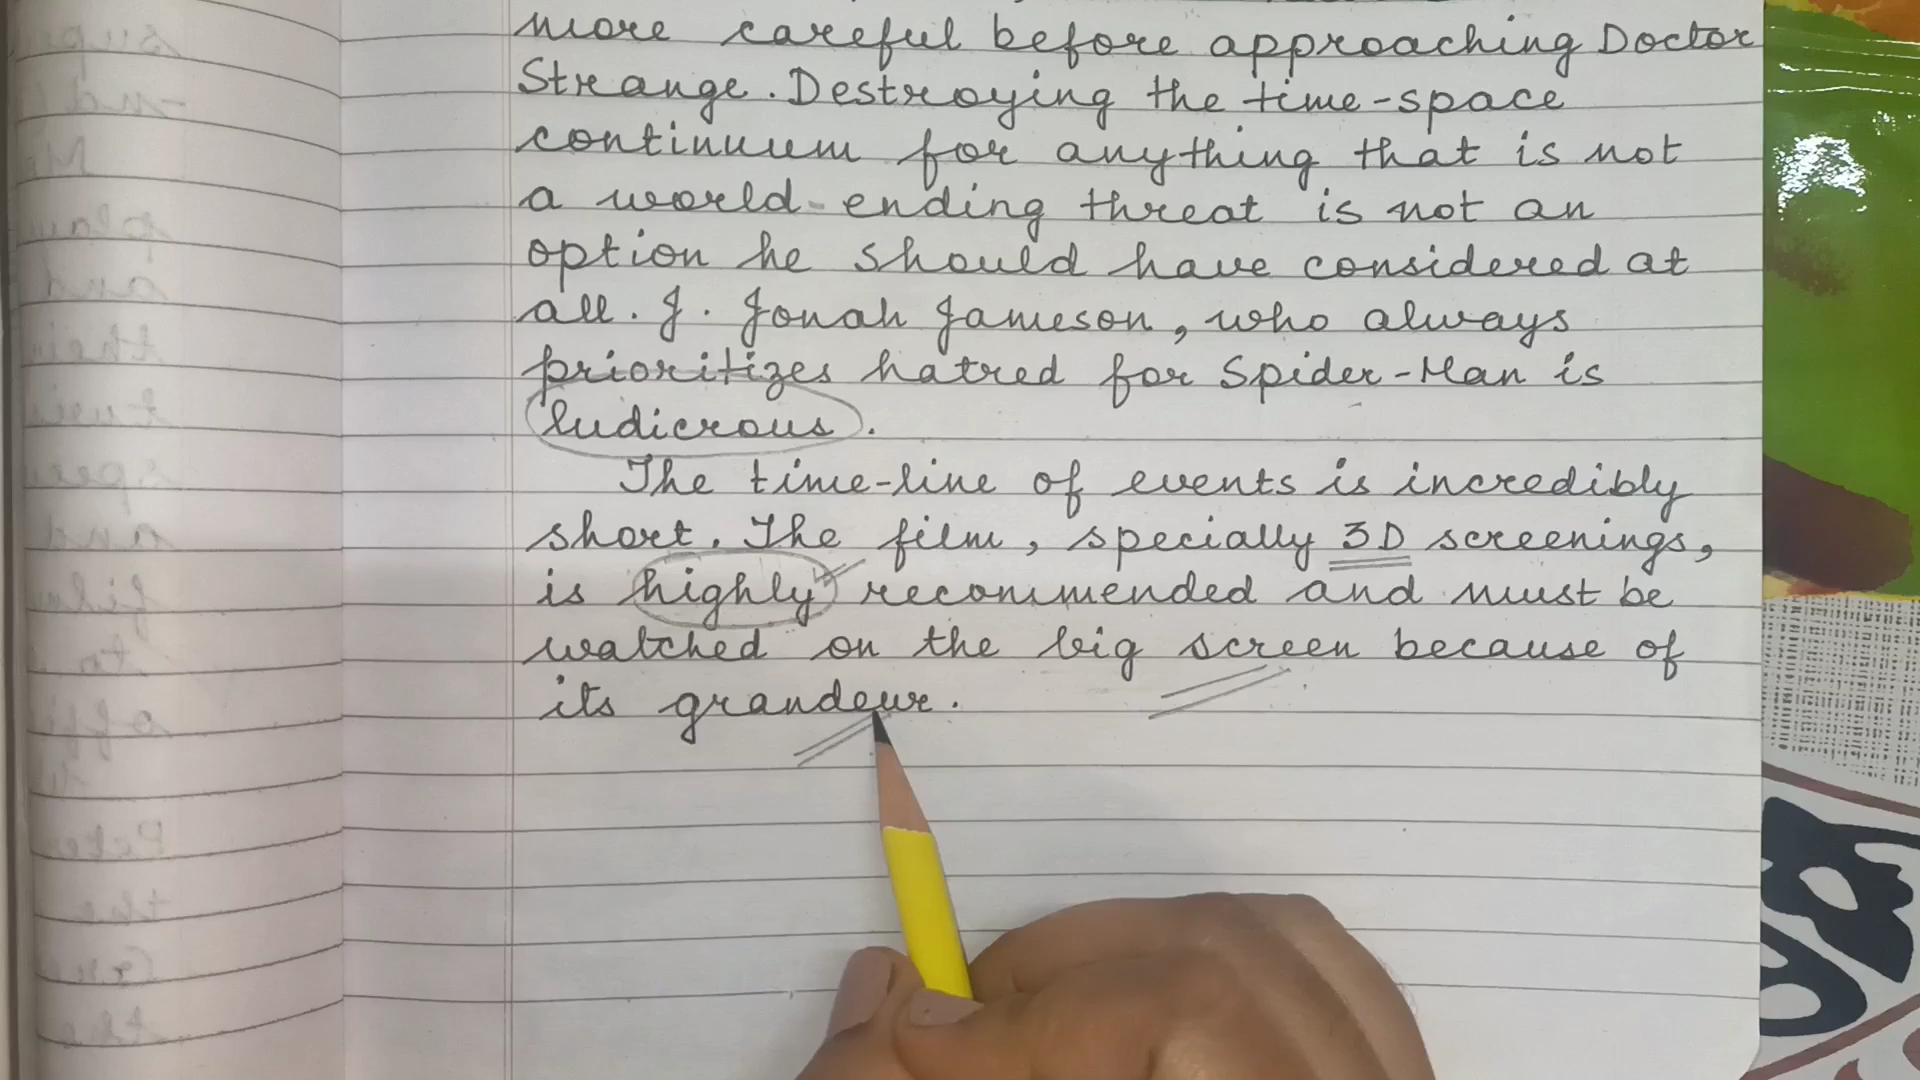 more careful before approaching Doctor
Strange. Destroying the time-space
continuum for anything that is not
a world-ending threat is not an
option he should have considered at
all. J. Jonah Jameson, who always
prioritizes hatred for Spider-Man is
ludicrous.
The time-line of events is incredibly
short. The film, specially 3D screenings,
is highly recommended and must be
watched on the big screen because of
its grandeur.